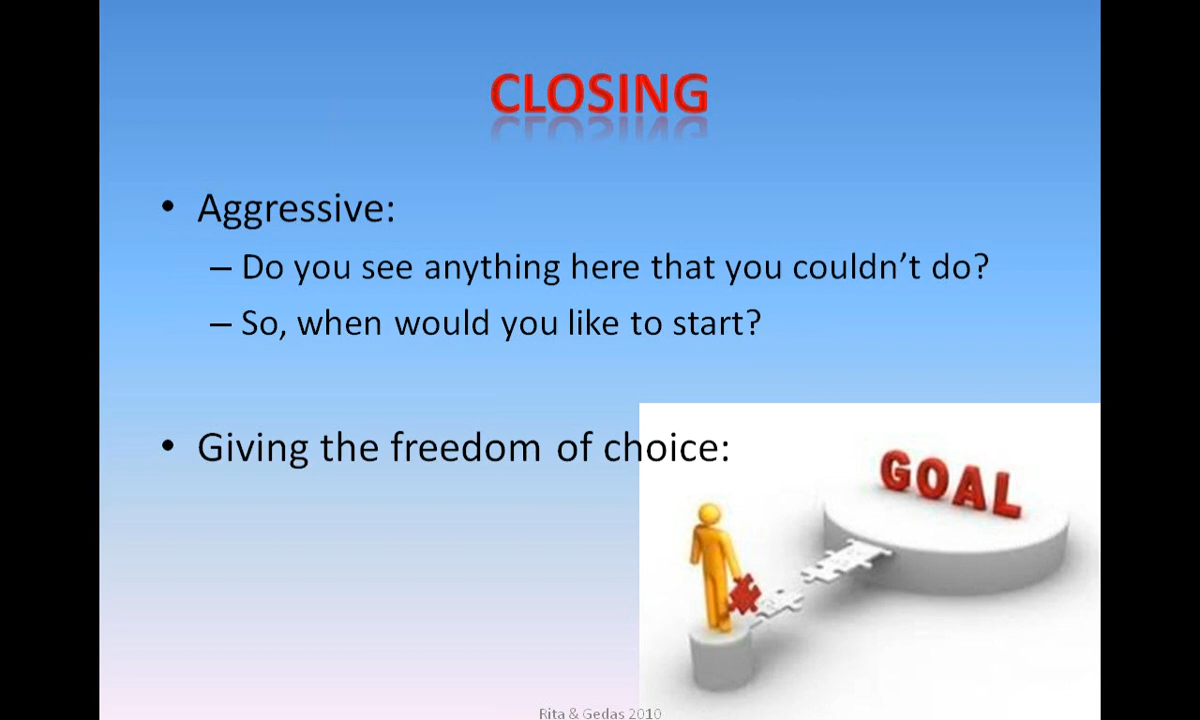 CLOSING
• Aggressive:
– Do you see anything here that you couldn’t do?
– So, when would you like to start?
• Giving the freedom of choice:
GOAL
Rita & Gedas 2010